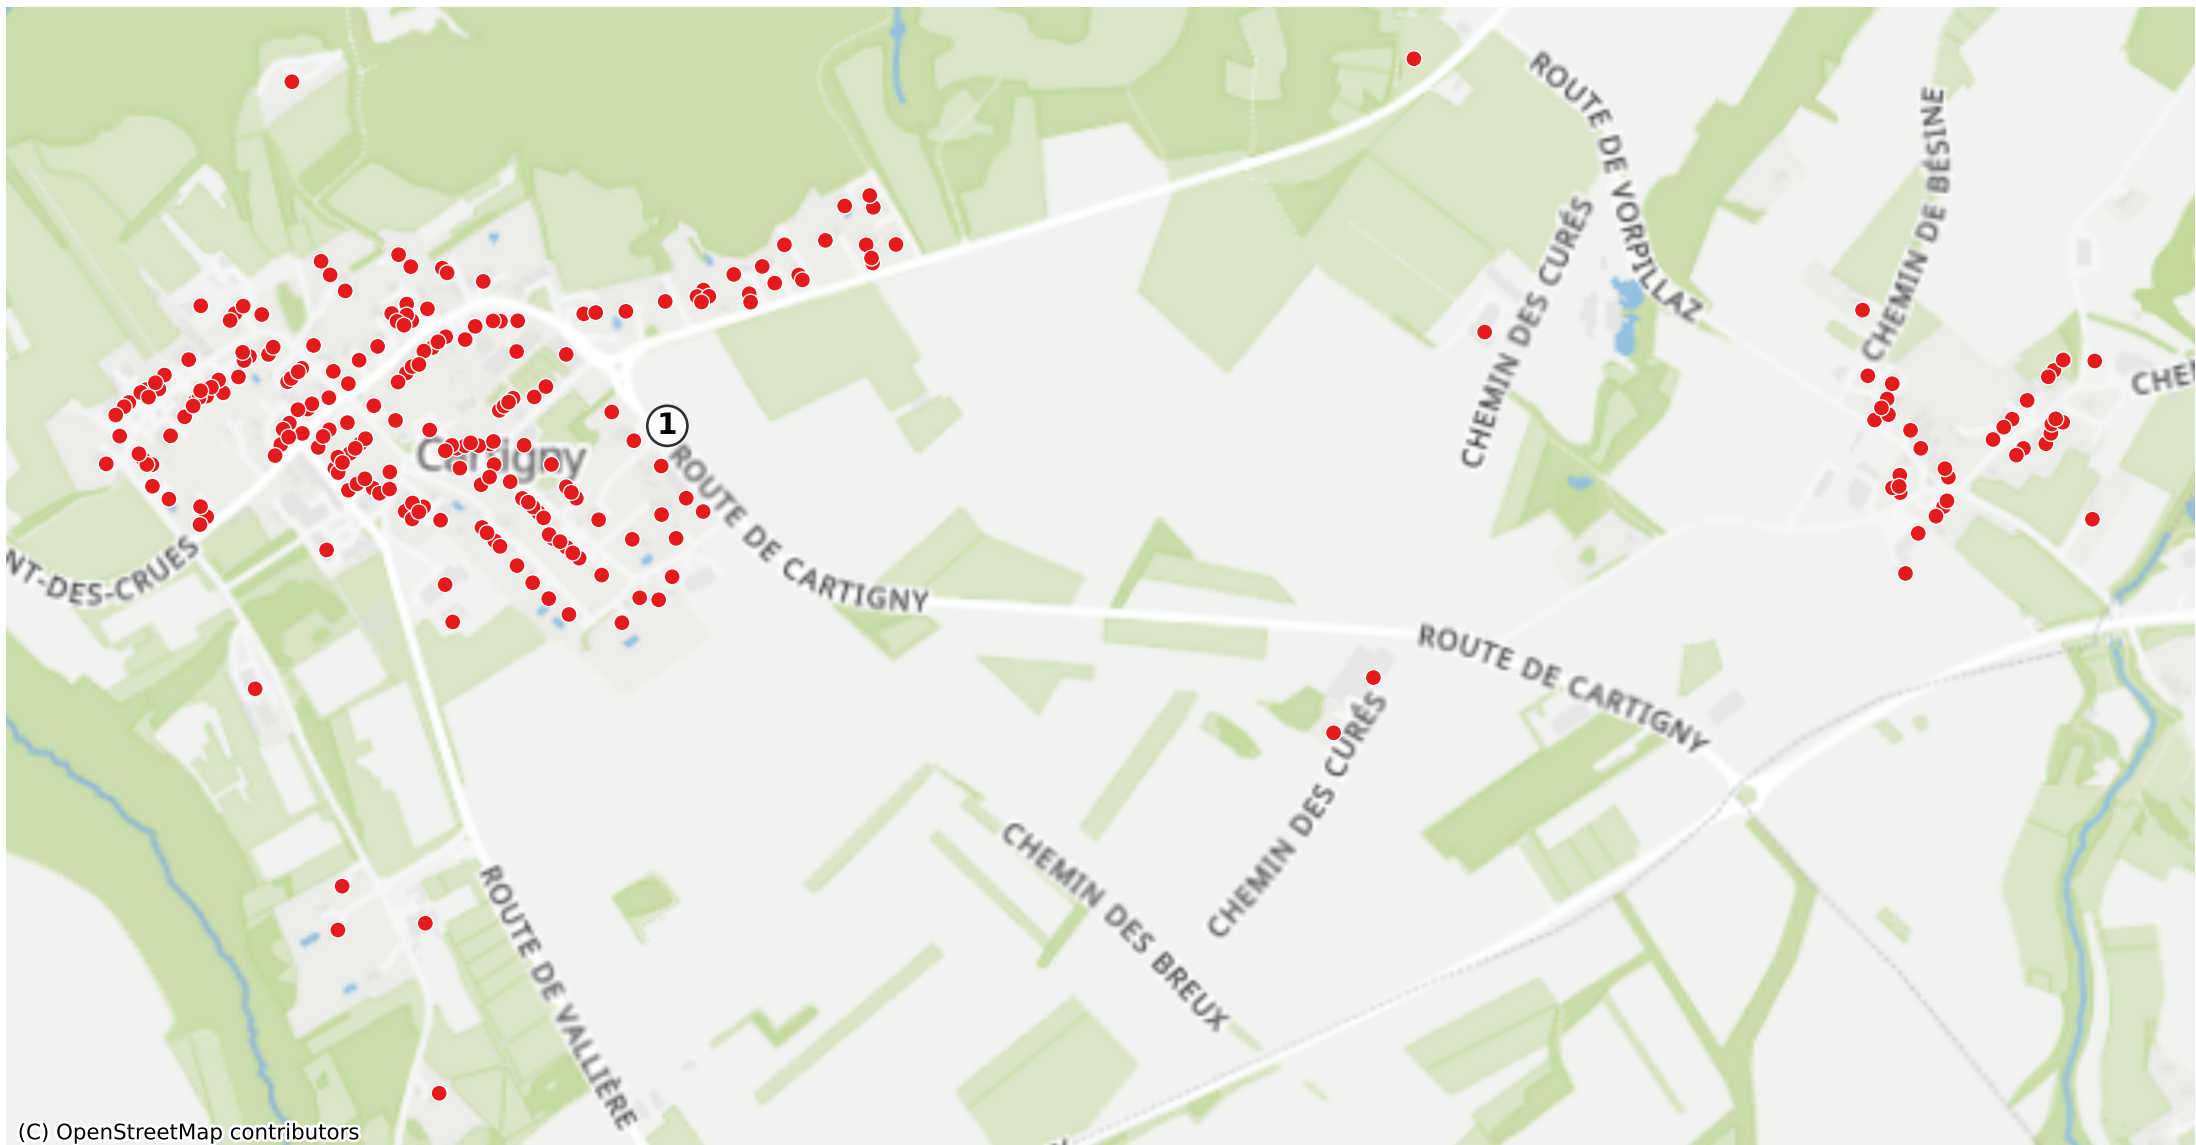 ROUTE DE VORPILLAZ
CHEMIN DE BÉSINE
CHEMIN DES CURÉS
Cartigny
1
ROUTE DE CARTIGNY
NT-DES-CRUES
ROUTE DE CARTIGNY
CHEMIN DES CURÉS
CHEMIN DES BREUX
ROUTE DE VALLIÈRE
CHE
(C) OpenStreetMap contributors